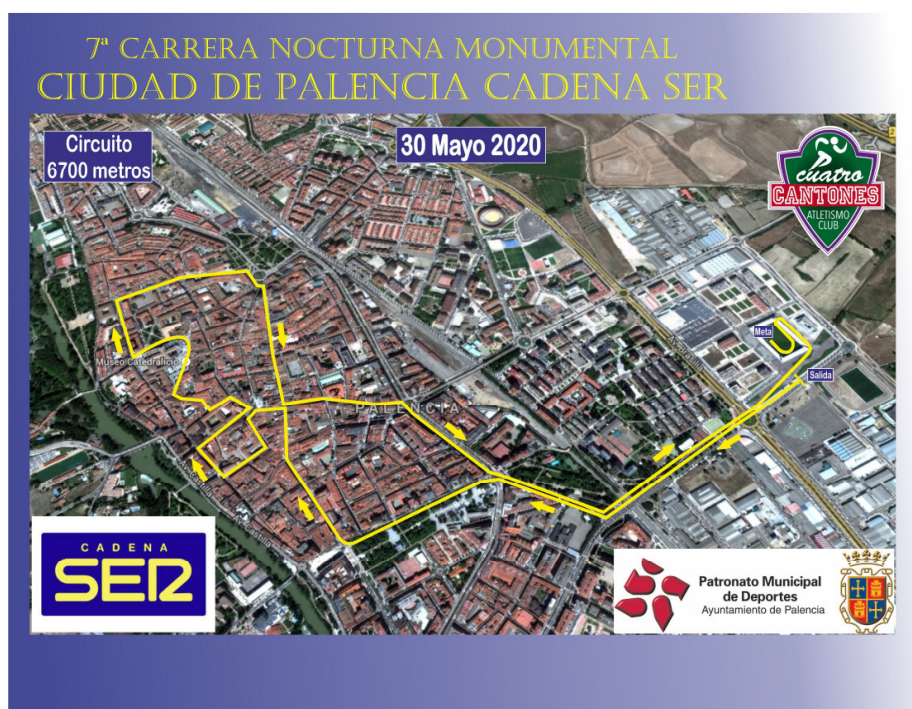 7ª CARRERA NOCTURNA MONUMENTAL
CIUDAD DE PALENCIA CADENA SER
Circuito
6700 metros
30 Mayo 2020
cuatro
CANTONES
ATLETISMO
CLUB
Meta
Salida
Museo Catedralicio
PALENCIA
CADENA
SER
Patronato Municipal
de Deportes
Ayuntamiento de Palencia